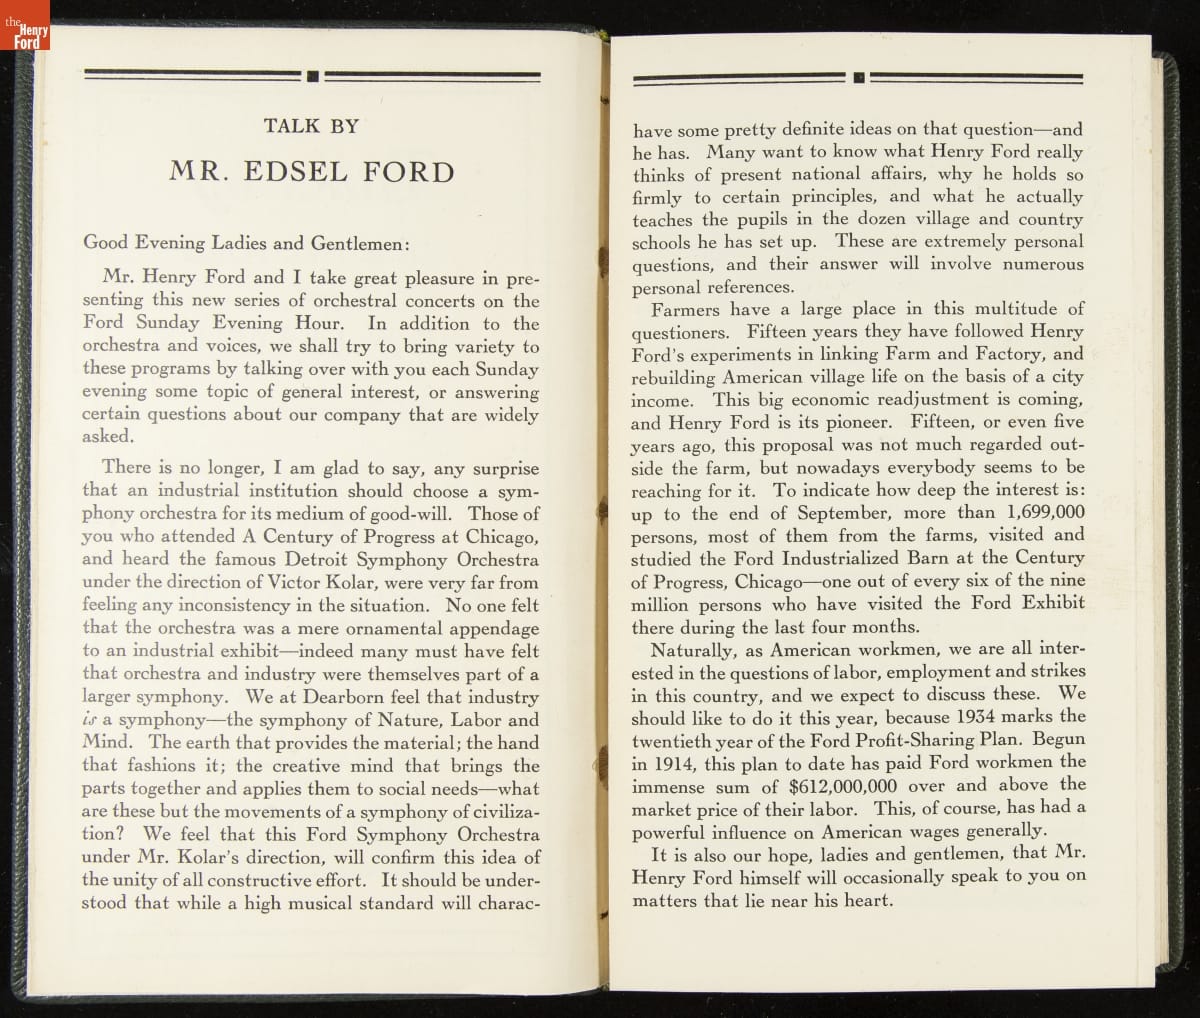 the
Henry
Ford
TALK BY
MR. EDSEL FORD
Good Evening Ladies and Gentlemen:
Mr. Henry Ford and I take great pleasure in pre-
senting this new series of orchestral concerts on the
Ford Sunday Evening Hour. In addition to the
orchestra and voices, we shall try to bring variety to
these programs by talking over with you each Sunday
evening some topic of general interest, or answering
certain questions about our company that are widely
asked.
There is no longer, I am glad to say, any surprise
that an industrial institution should choose a sym-
phony orchestra for its medium of good-will. Those of
you who attended A Century of Progress at Chicago,
and heard the famous Detroit Symphony Orchestra
under the direction of Victor Kolar, were very far from
feeling any inconsistency in the situation. No one felt
that the orchestra was a mere ornamental appendage
to an industrial exhibit—indeed many must have felt
that orchestra and industry were themselves part of a
larger symphony. We at Dearborn feel that industry
is a symphony—the symphony of Nature, Labor and
Mind. The earth that provides the material; the hand
that fashions it; the creative mind that brings the
parts together and applies them to social needs—what
are these but the movements of a symphony of civiliza-
tion? We feel that this Ford Symphony Orchestra
under Mr. Kolar's direction, will confirm this idea of
the unity of all constructive effort. It should be under-
stood that while a high musical standard will charac-
have some pretty definite ideas on that question—and
he has. Many want to know what Henry Ford really
thinks of present national affairs, why he holds so
firmly to certain principles, and what he actually
teaches the pupils in the dozen village and country
schools he has set up. These are extremely personal
questions, and their answer will involve numerous
personal references.
Farmers have a large place in this multitude of
questioners. Fifteen years they have followed Henry
Ford's experiments in linking Farm and Factory, and
rebuilding American village life on the basis of a city
income. This big economic readjustment is coming,
and Henry Ford is its pioneer. Fifteen, or even five
years ago, this proposal was not much regarded out-
side the farm, but nowadays everybody seems to be
reaching for it. To indicate how deep the interest is:
up to the end of September, more than 1,699,000
persons, most of them from the farms, visited and
studied the Ford Industrialized Barn at the Century
of Progress, Chicago—one out of every six of the nine
million persons who have visited the Ford Exhibit
there during the last four months.
Naturally, as American workmen, we are all inter-
ested in the questions of labor, employment and strikes
in this country, and we expect to discuss these. We
should like to do it this year, because 1934 marks the
twentieth year of the Ford Profit-Sharing Plan. Begun
in 1914, this plan to date has paid Ford workmen the
immense sum of $612,000,000 over and above the
market price of their labor. This, of course, has had a
powerful influence on American wages generally.
It is also our hope, ladies and gentlemen, that Mr.
Henry Ford himself will occasionally speak to you on
matters that lie near his heart.